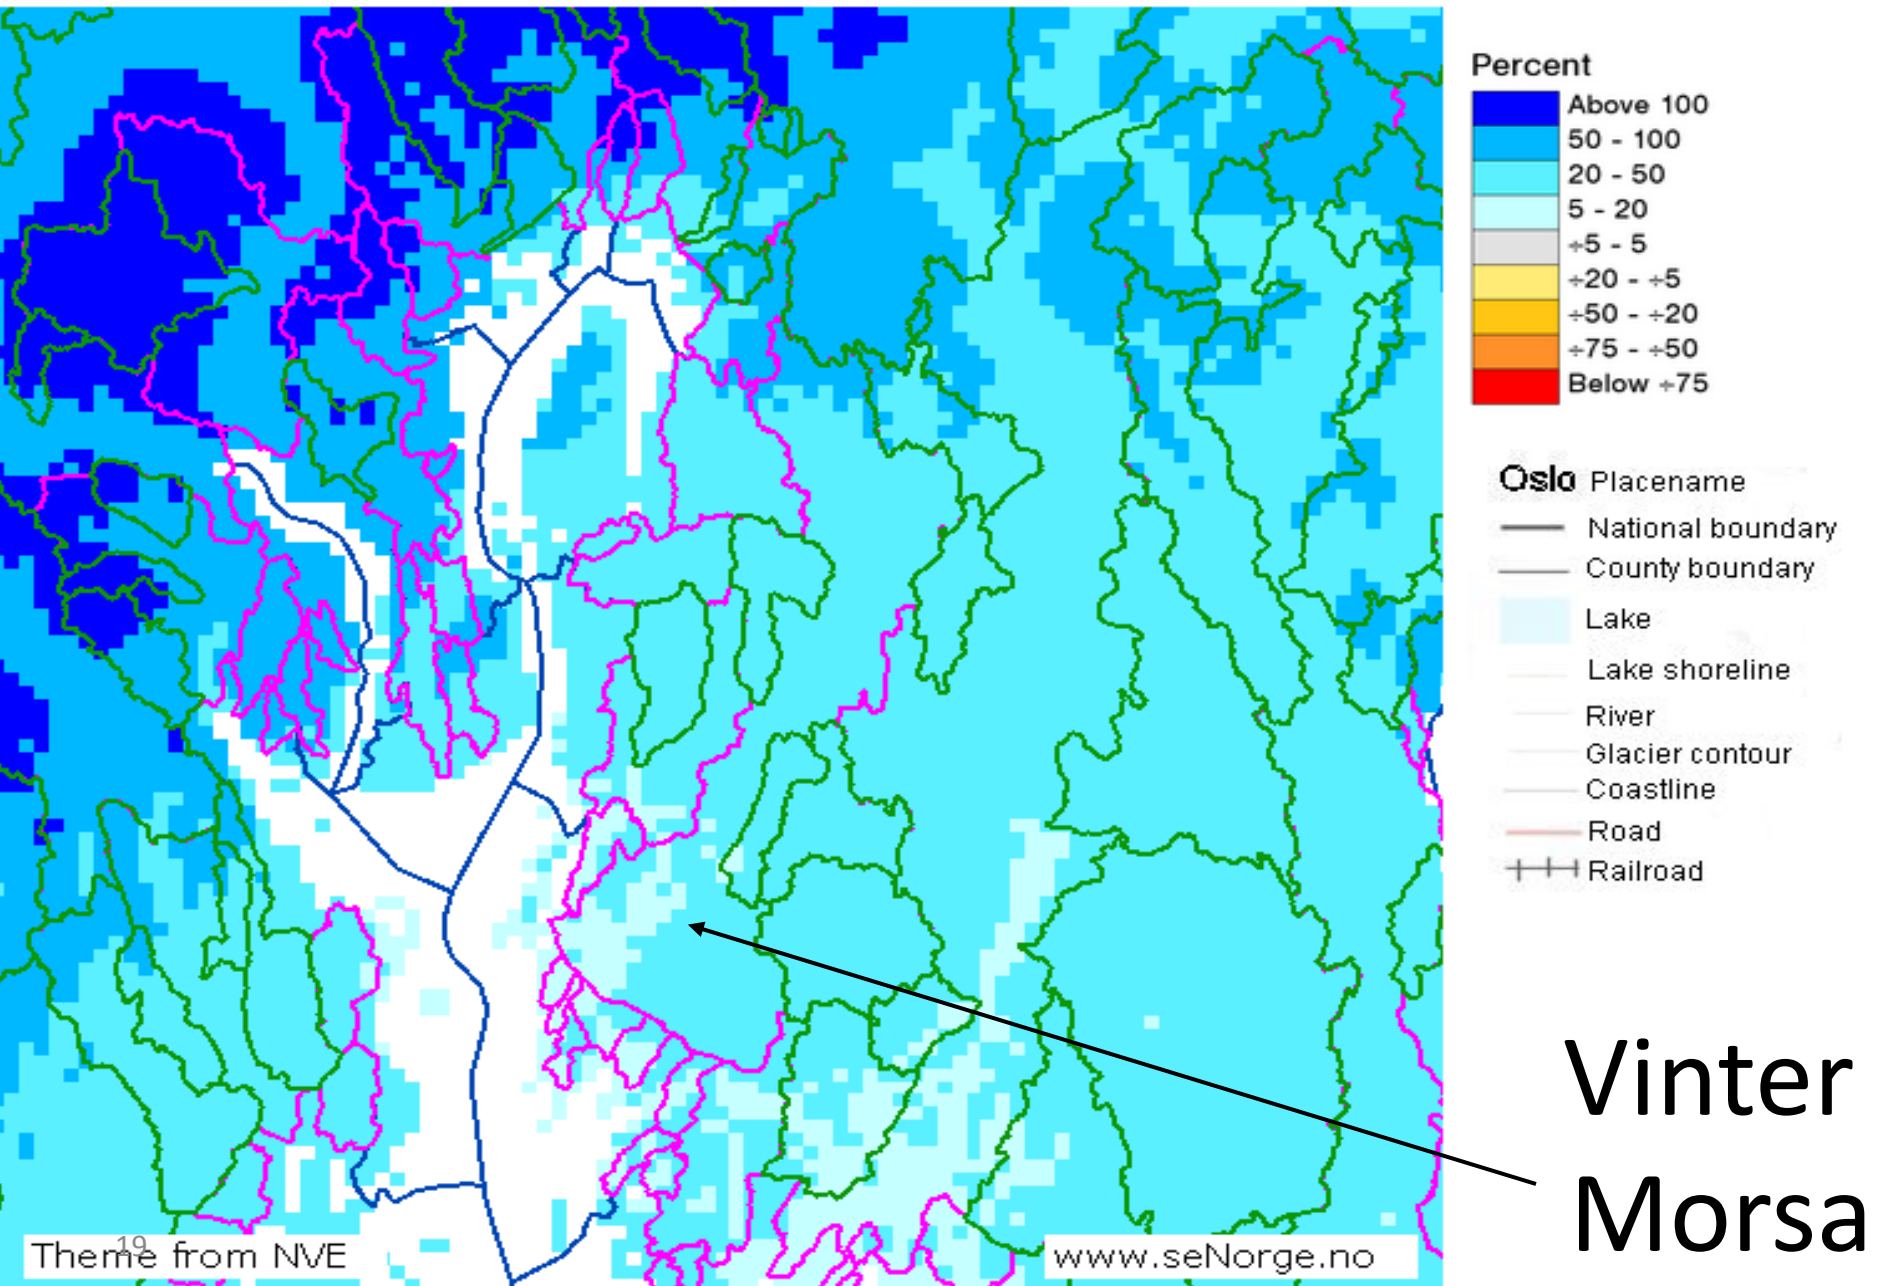 Percent
Above 100
50 - 100
20 - 50
5 - 20
÷5 - 5
÷20 - ÷5
÷50 - ÷20
÷75 - ÷50
Below ÷75
Oslo Placename
National boundary
County boundary
Lake
Lake shoreline
River
Glacier contour
Coastline
Road
Railroad
Vinter
Morsa
19
Theme from NVE
www.seNorge.no